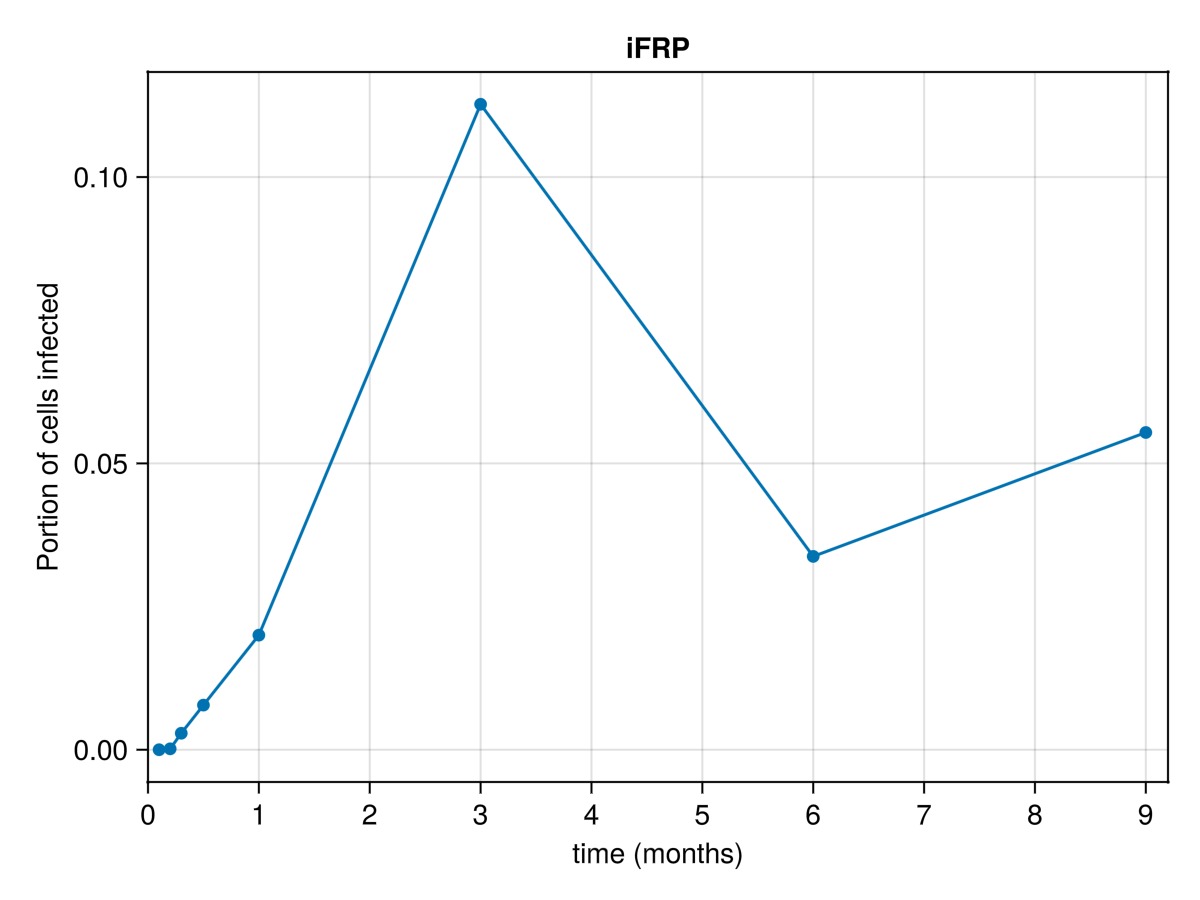 iFRP
Portion of cells infected
0.10
0.05
0.00
0 1 2 3 4 5 6 7 8 9
time (months)